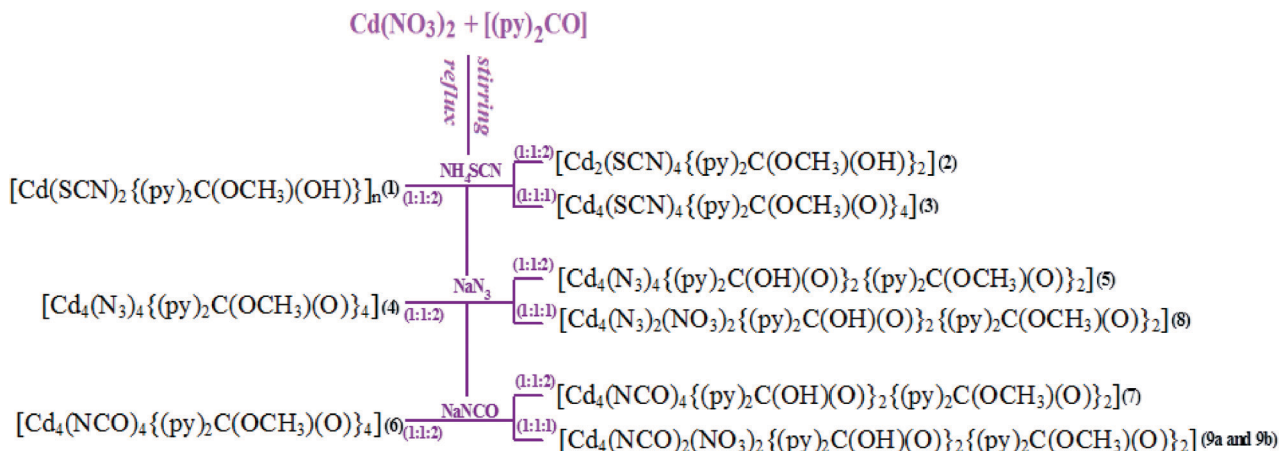 Cd(NO3)2 + [(py)2CO]
reflux
stirring
NH4SCN
(1:1:2)
[Cd2(SCN)4{(py)2C(OCH3)(OH)}2](2)
[Cd(SCN)2{(py)2C(OCH3)(OH)}]n(1)
(1:1:2)
(1:1:1)
[Cd4(SCN)4{(py)2C(OCH3)(O)}4](3)
NaN3
(1:1:2)
[Cd4(N3)4{(py)2C(OH)(O)}2{(py)2C(OCH3)(O)}2](5)
[Cd4(N3)4{(py)2C(OCH3)(O)}4](4)
(1:1:2)
(1:1:1)
[Cd4(N3)2(NO3)2{(py)2C(OH)(O)}2{(py)2C(OCH3)(O)}2](8)
NaNCO
(1:1:2)
[Cd4(NCO)4{(py)2C(OH)(O)}2{(py)2C(OCH3)(O)}2](7)
[Cd4(NCO)4{(py)2C(OCH3)(O)}4](6)
(1:1:2)
(1:1:1)
[Cd4(NCO)2(NO3)2{(py)2C(OH)(O)}2{(py)2C(OCH3)(O)}2](9a and 9b)